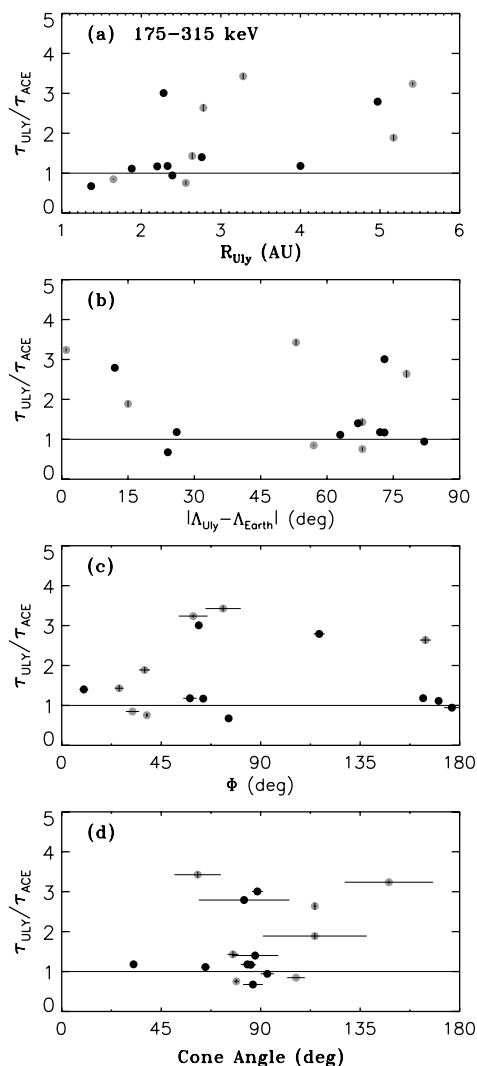 (a) 175–315 keV
5
4
3
2
1
0
τULY/τACE
1 2 3 4 5 6
RUly (AU)
(b)
5
4
3
2
1
0
τULY/τACE
0 15 30 45 60 75 90
|ΛUly–ΛEarth| (deg)
(c)
5
4
3
2
1
0
τULY/τACE
0 45 90 135 180
Φ (deg)
(d)
5
4
3
2
1
0
τULY/τACE
0 45 90 135 180
Cone Angle (deg)